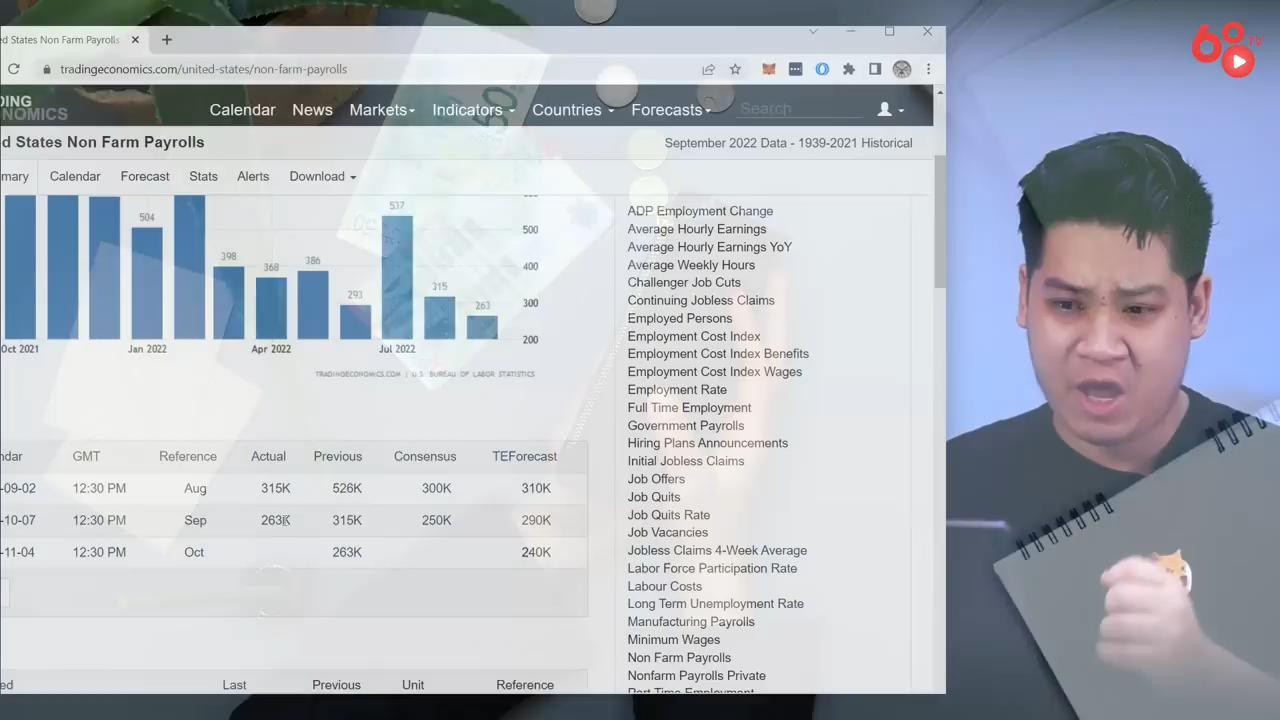 ed States Non Farm Payrolls
tradingeconomics.com/united-states/non-farm-payrolls
DING
NOMICS
Calendar News Markets Indicators Countries Forecasts Search
d States Non Farm Payrolls
September 2022 Data - 1939-2021 Historical
mary Calendar Forecast Stats Alerts Download
504
398
368
386
293
537
315
263
500
400
300
200
Oct 2021 Jan 2022 Apr 2022 Jul 2022
TRADINGECONOMICS.COM | U.S. BUREAU OF LABOR STATISTICS
ndar GMT Reference Actual Previous Consensus TEForecast
-09-02 12:30 PM Aug 315K 526K 300K 310K
-10-07 12:30 PM Sep 263K 315K 250K 290K
-11-04 12:30 PM Oct 263K 240K
ed Last Previous Unit Reference
ADP Employment Change
Average Hourly Earnings
Average Hourly Earnings YoY
Average Weekly Hours
Challenger Job Cuts
Continuing Jobless Claims
Employed Persons
Employment Cost Index
Employment Cost Index Benefits
Employment Cost Index Wages
Employment Rate
Full Time Employment
Government Payrolls
Hiring Plans Announcements
Initial Jobless Claims
Job Offers
Job Quits
Job Quits Rate
Job Vacancies
Jobless Claims 4-Week Average
Labor Force Participation Rate
Labour Costs
Long Term Unemployment Rate
Manufacturing Payrolls
Minimum Wages
Non Farm Payrolls
Nonfarm Payrolls Private
Part Time Employment
68
TV
50